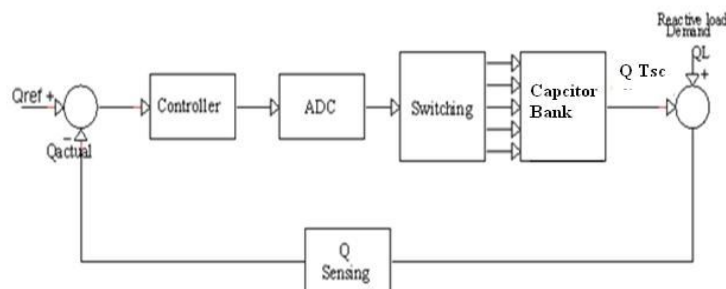 Reactive load
Demand
QL
+
Q Tsc
Qref +
Controller
ADC
Switching
Capcitor
Bank
-
Qactual
+
Q
Sensing